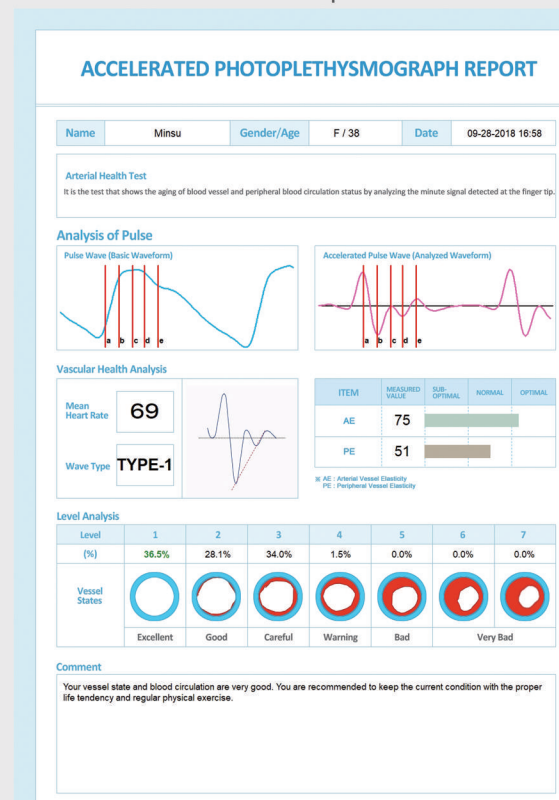 ACCELERATED PHOTOPLETHYSMOGRAPH REPORT
Name Minsu Gender/Age F / 38 Date 09-28-2018 16:58
Arterial Health Test
It is the test that shows the aging of blood vessel and peripheral blood circulation status by analyzing the minute signal detected at the finger tip.
Analysis of Pulse
Pulse Wave (Basic Waveform)
a b c d e
Accelerated Pulse Wave (Analyzed Waveform)
a b c d e
Vascular Health Analysis
Mean
Heart Rate
69
Wave Type TYPE-1
ITEM MEASURED VALUE SUB-OPTIMAL NORMAL OPTIMAL
AE 75
PE 51
※ AE : Arterial Vessel Elasticity
PE : Peripheral Vessel Elasticity
Level Analysis
Level 1 2 3 4 5 6 7
(%) 36.5% 28.1% 34.0% 1.5% 0.0% 0.0% 0.0%
Vessel
States
Excellent Good Careful Warning Bad Very Bad
Comment
Your vessel state and blood circulation are very good. You are recommended to keep the current condition with the proper
life tendency and regular physical exercise.